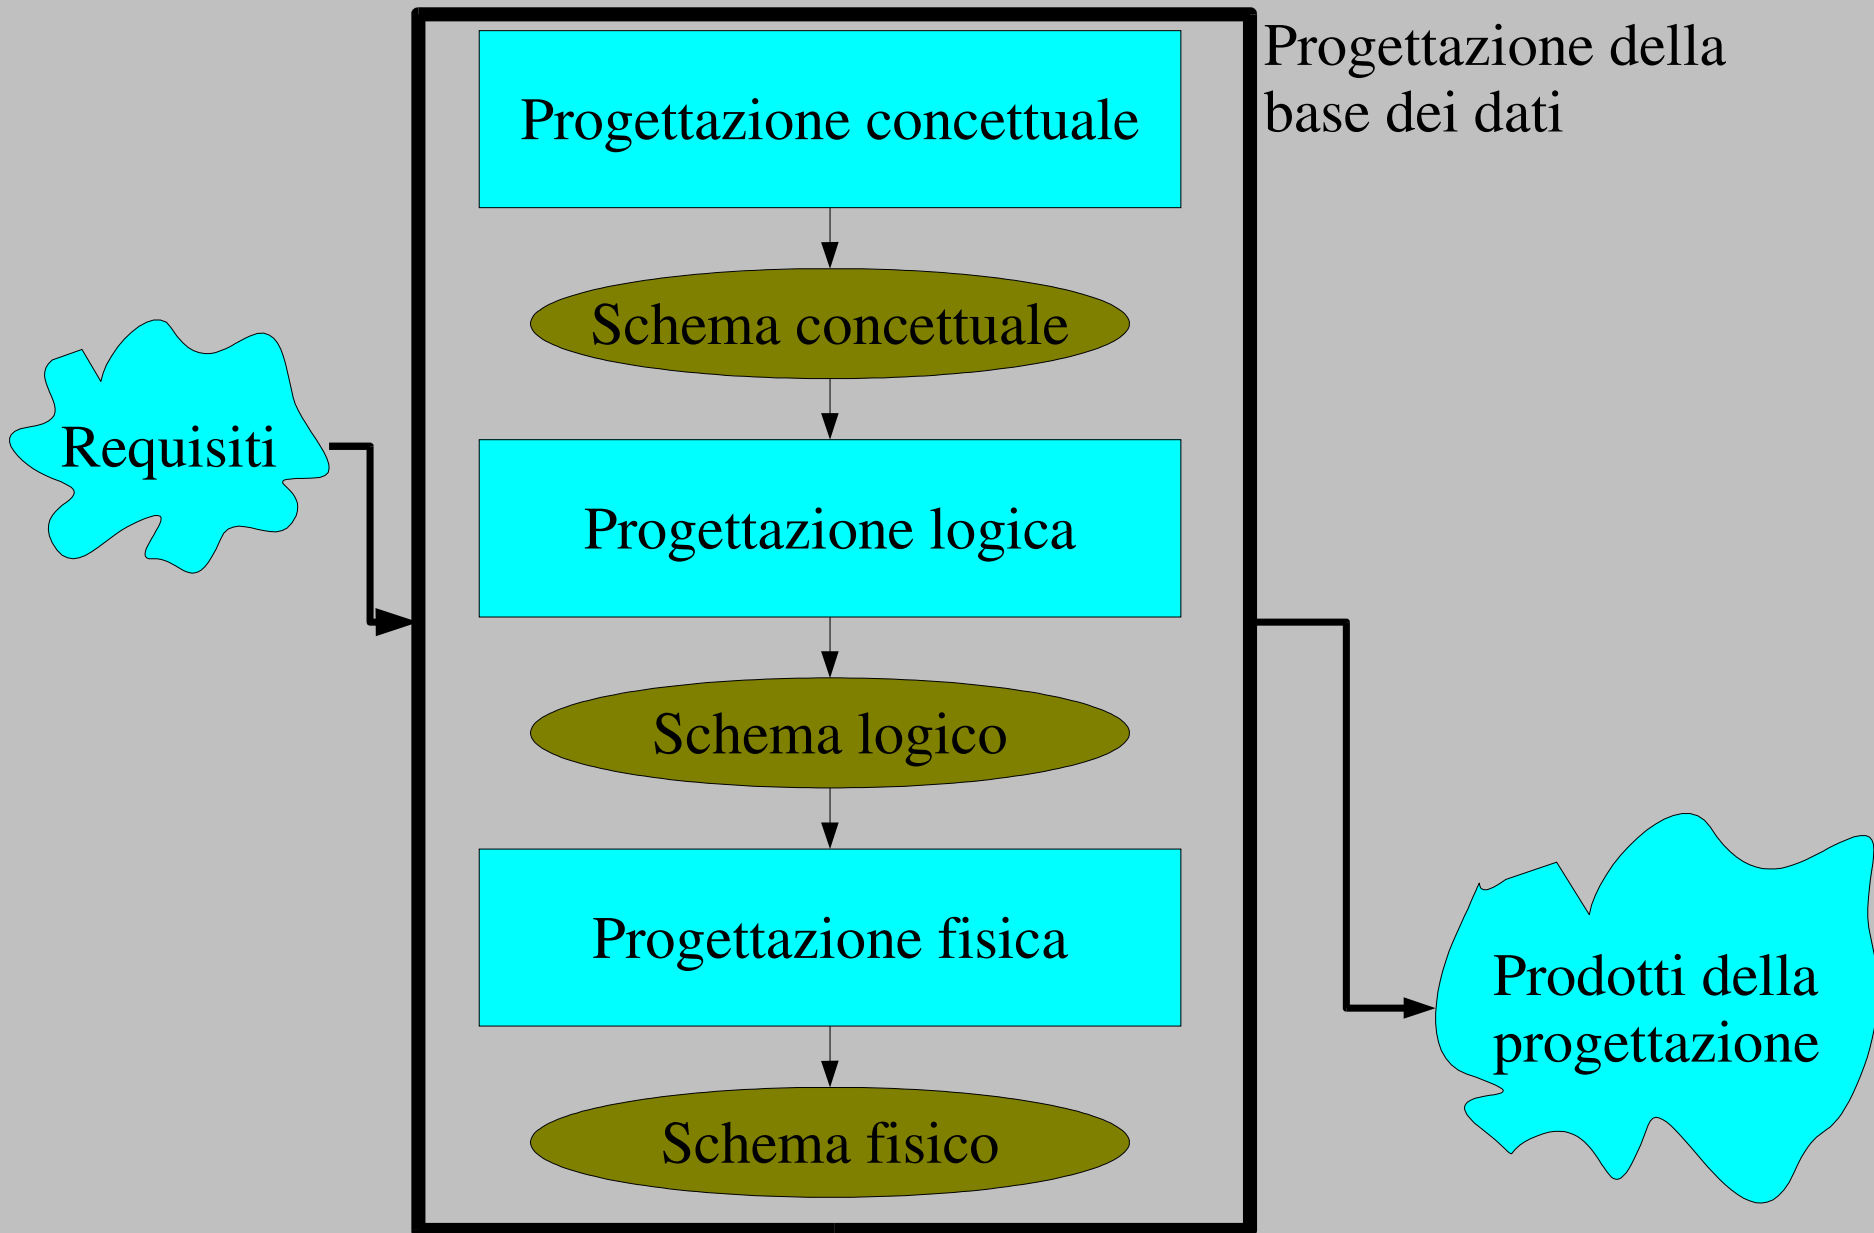 Progettazione della
base dei dati
Progettazione concettuale
Schema concettuale
Requisiti
Progettazione logica
Schema logico
Progettazione fisica
Prodotti della
progettazione
Schema fisico